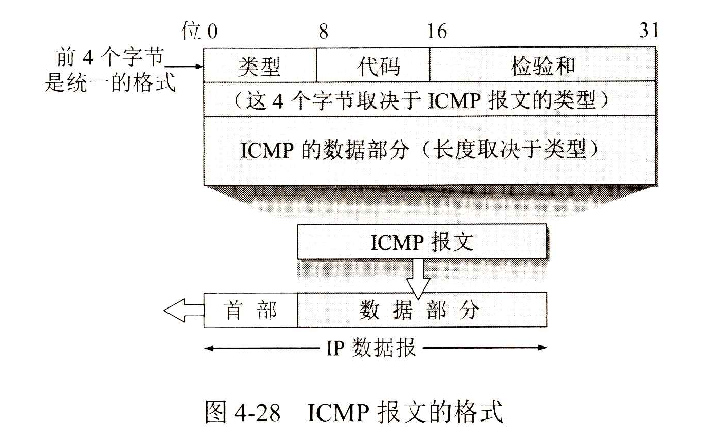 位 0 8 16 31
前 4 个字节
是统一的格式
类型 代码 检验和
（这 4 个字节取决于 ICMP 报文的类型）
ICMP 的数据部分（长度取决于类型）
ICMP 报文
首部 数据部分
IP 数据报
图 4-28 ICMP 报文的格式